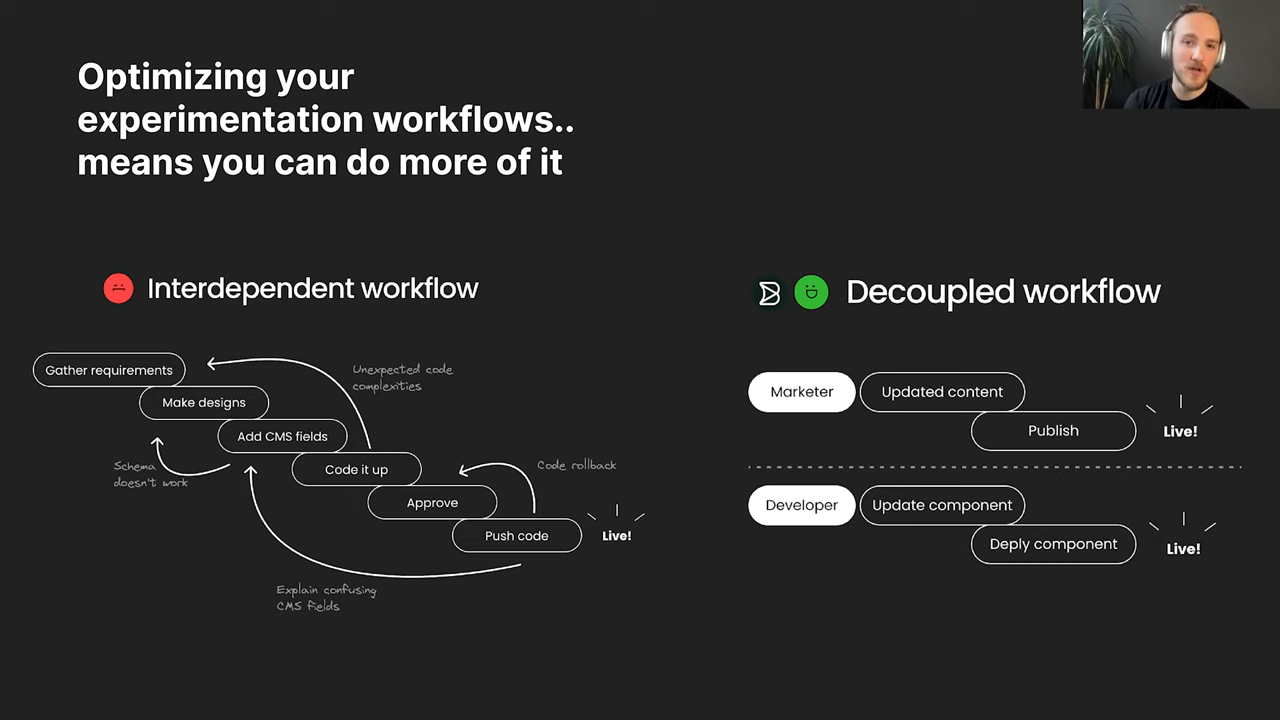 Optimizing your
experimentation workflows..
means you can do more of it
Interdependent workflow
Gather requirements
Make designs
Add CMS fields
Code it up
Approve
Push code
Live!
Unexpected code
complexities
Schema
doesn't work
Code rollback
Explain confusing
CMS fields
Decoupled workflow
Marketer
Updated content
Publish
Live!
Developer
Update component
Deply component
Live!